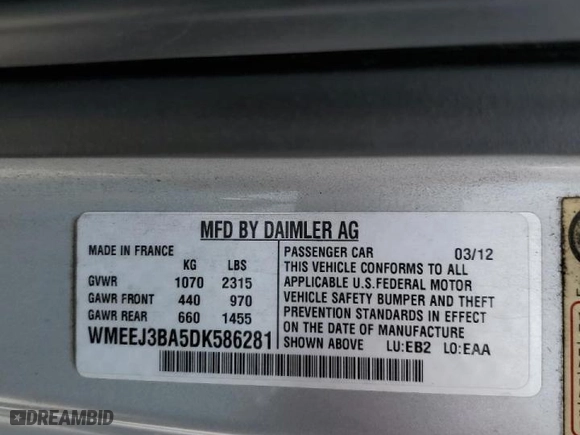 MFD BY DAIMLER AG
MADE IN FRANCE
KG LBS
GVWR 1070 2315
GAWR FRONT 440 970
GAWR REAR 660 1455
WMEEJ3BA5DK586281
PASSENGER CAR 03/12
THIS VEHICLE CONFORMS TO ALL
APPLICABLE U.S.FEDERAL MOTOR
VEHICLE SAFETY BUMPER AND THEFT
PREVENTION STANDARDS IN EFFECT
ON THE DATE OF MANUFACTURE
SHOWN ABOVE LU:EB2 LO:EAA
DREAMBID